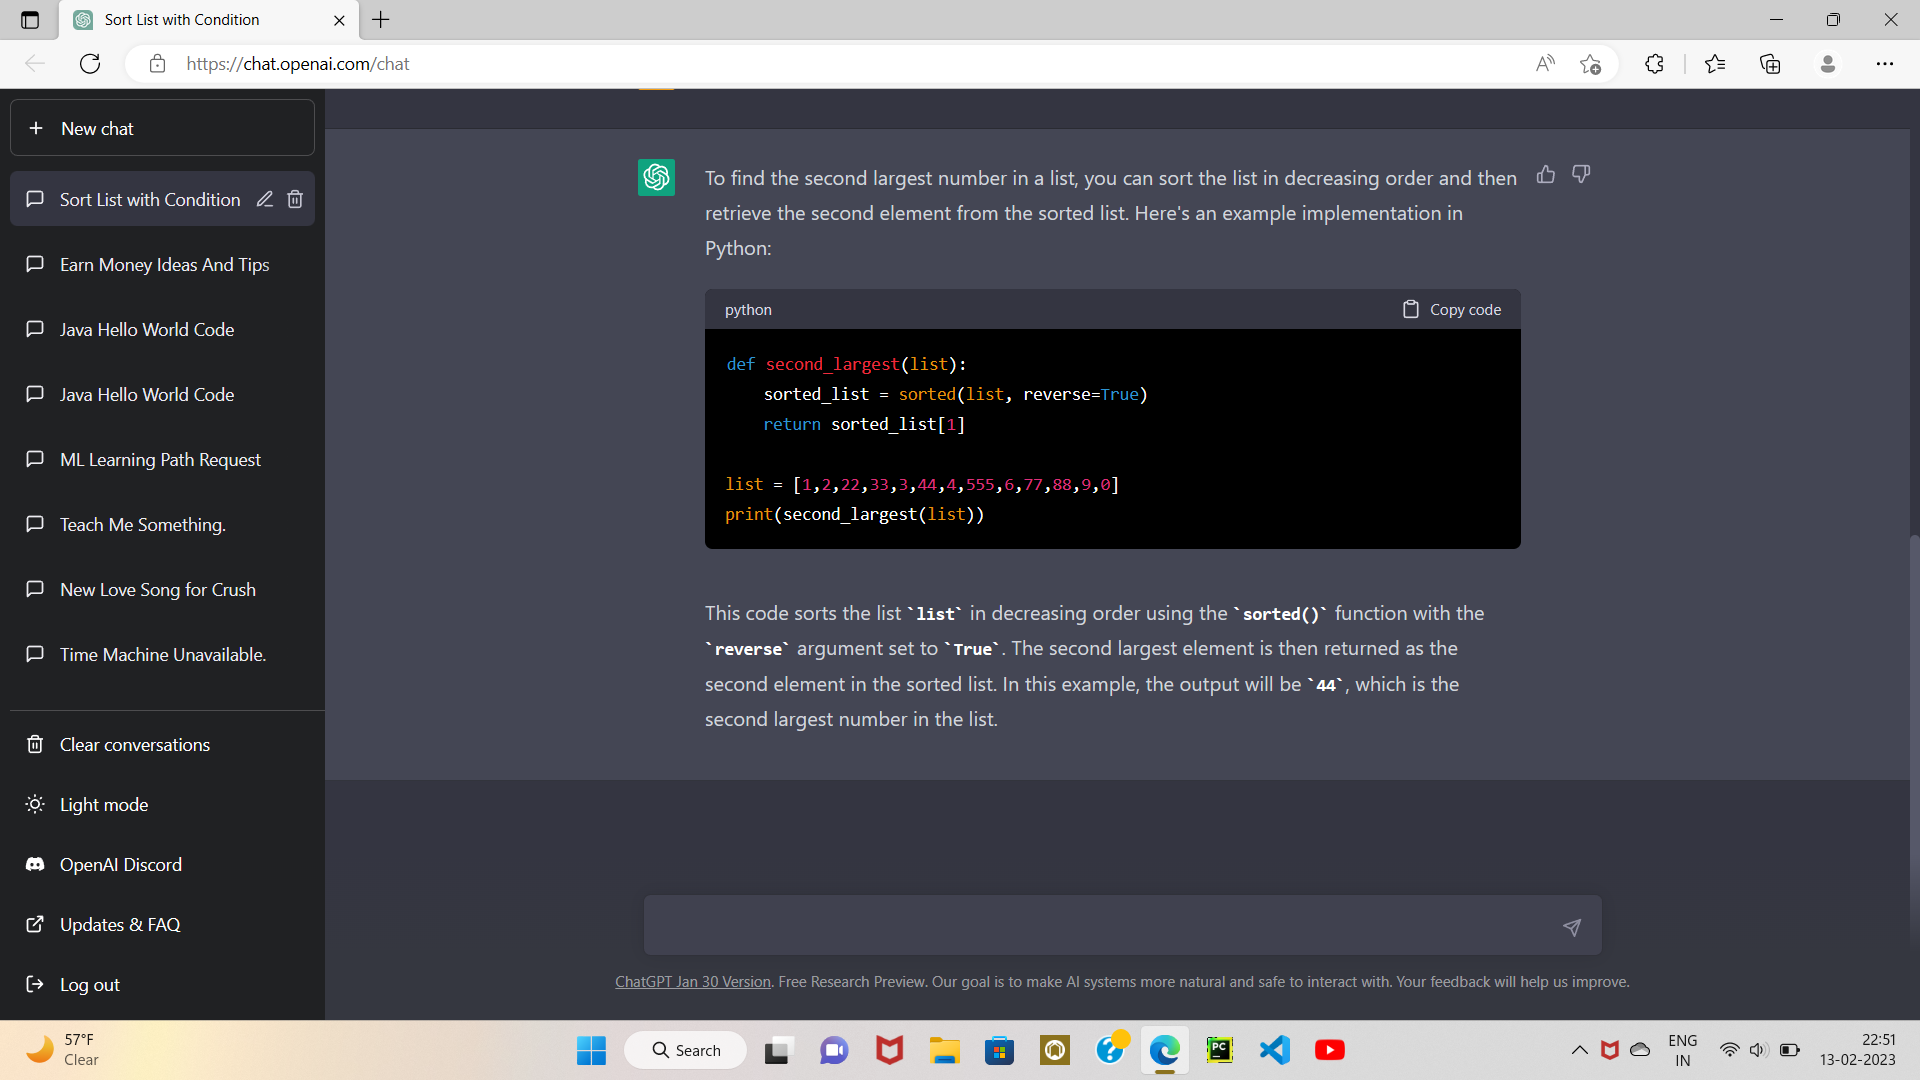 Sort List with Condition
https://chat.openai.com/chat
New chat
Sort List with Condition
Earn Money Ideas And Tips
Java Hello World Code
Java Hello World Code
ML Learning Path Request
Teach Me Something.
New Love Song for Crush
Time Machine Unavailable.
Clear conversations
Light mode
OpenAI Discord
Updates & FAQ
Log out
To find the second largest number in a list, you can sort the list in decreasing order and then
retrieve the second element from the sorted list. Here's an example implementation in
Python:
python
Copy code
def second_largest(list):
    sorted_list = sorted(list, reverse=True)
    return sorted_list[1]
list = [1,2,22,33,3,44,4,555,6,77,88,9,0]
print(second_largest(list))
This code sorts the list `list` in decreasing order using the `sorted()` function with the
`reverse` argument set to `True`. The second largest element is then returned as the
second element in the sorted list. In this example, the output will be `44`, which is the
second largest number in the list.
ChatGPT Jan 30 Version. Free Research Preview. Our goal is to make AI systems more natural and safe to interact with. Your feedback will help us improve.
57°F
Clear
Search
PC
ENG
IN
22:51
13-02-2023